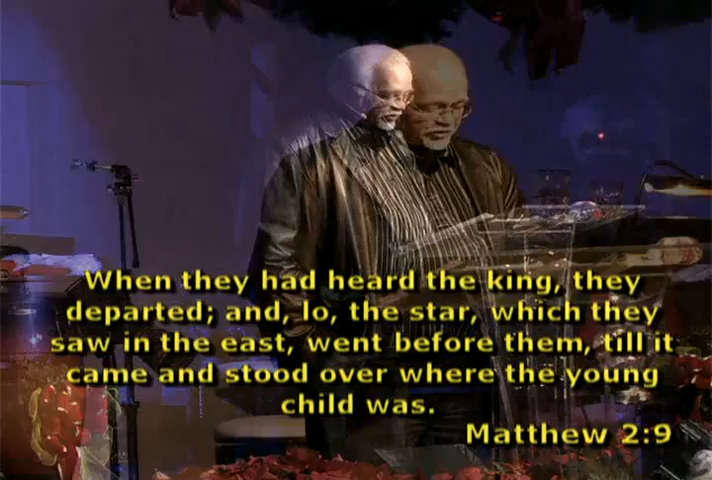 When they had heard the king, they
departed; and, lo, the star, which they
saw in the east, went before them, till it
came and stood over where the young
child was.
Matthew 2:9